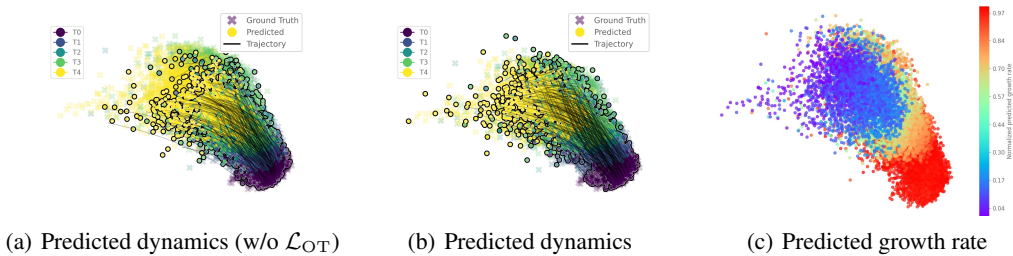 T0
T1
T2
T3
T4
Ground Truth
Predicted
Trajectory
T0
T1
T2
T3
T4
Ground Truth
Predicted
Trajectory
0.97
0.84
0.70
0.57
0.44
0.30
0.17
0.04
Normalized predicted growth rate
(a) Predicted dynamics (w/o ℒ_OT)
(b) Predicted dynamics
(c) Predicted growth rate